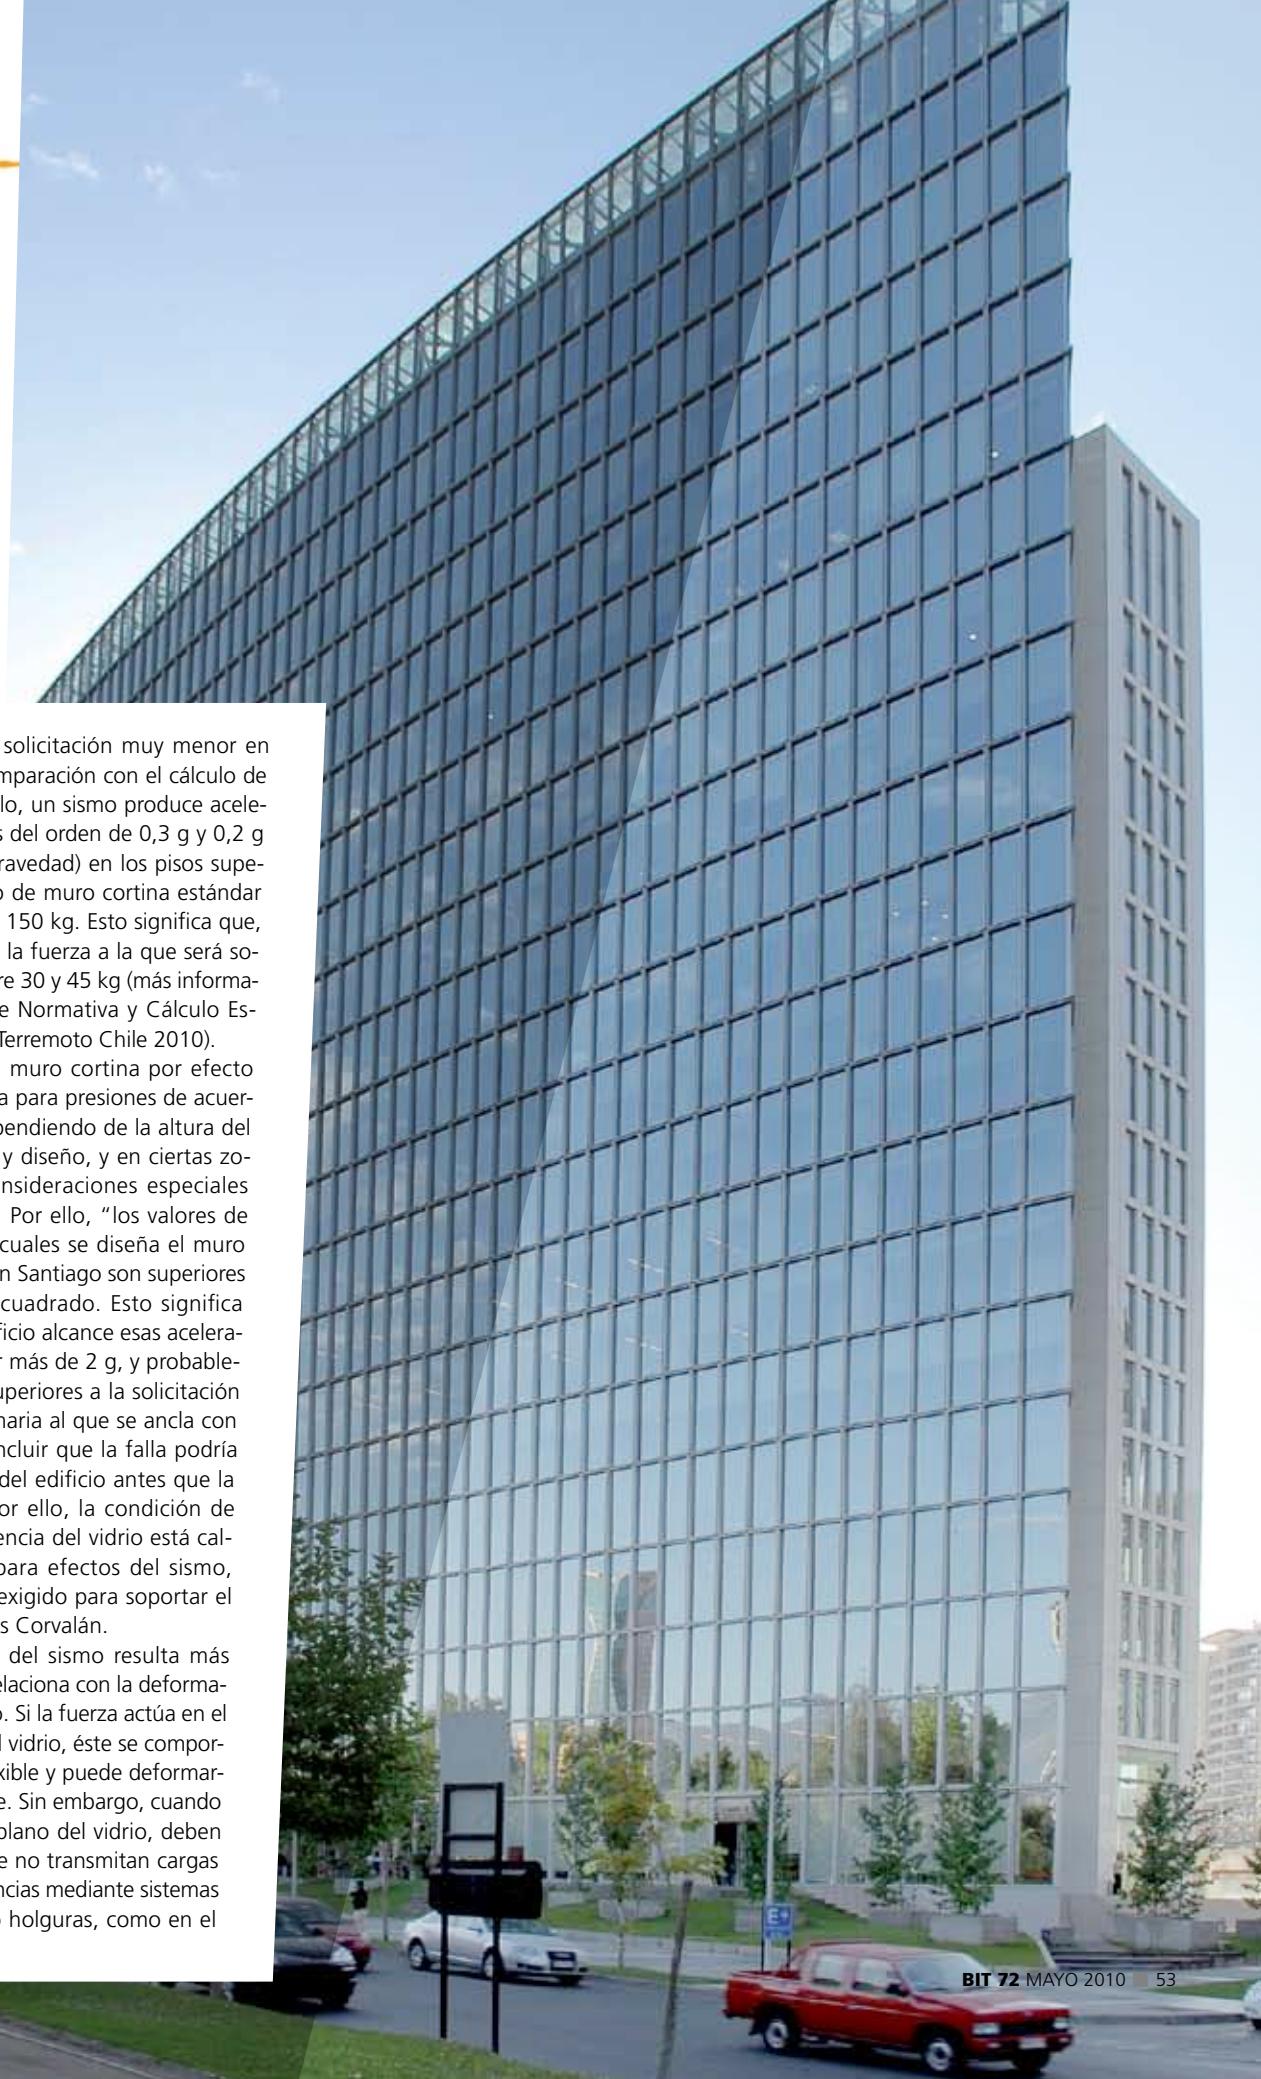 solicitación muy menor en
mparación con el cálculo de
lo, un sismo produce acele-
s del orden de 0,3 g y 0,2 g
ravedad) en los pisos supe-
o de muro cortina estándar
150 kg. Esto significa que,
la fuerza a la que será so-
re 30 y 45 kg (más informa-
e Normativa y Cálculo Es-
Terremoto Chile 2010).
muro cortina por efecto
a para presiones de acuer-
pendiendo de la altura del
y diseño, y en ciertas zo-
nsideraciones especiales
Por ello, “los valores de
cuales se diseña el muro
n Santiago son superiores
cuadrado. Esto significa
ficio alcance esas acelera-
r más de 2 g, y probable-
uperiores a la solicitación
naria al que se ancla con
ncluir que la falla podría
del edificio antes que la
or ello, la condición de
encia del vidrio está cal-
para efectos del sismo,
exigido para soportar el
s Corvalán.
del sismo resulta más
elaciona con la deforma-
o. Si la fuerza actúa en el
l vidrio, éste se compor-
xible y puede deformar-
e. Sin embargo, cuando
plano del vidrio, deben
e no transmitan cargas
ncias mediante sistemas
o holguras, como en el
E
BIT 72 MAYO 2010 53